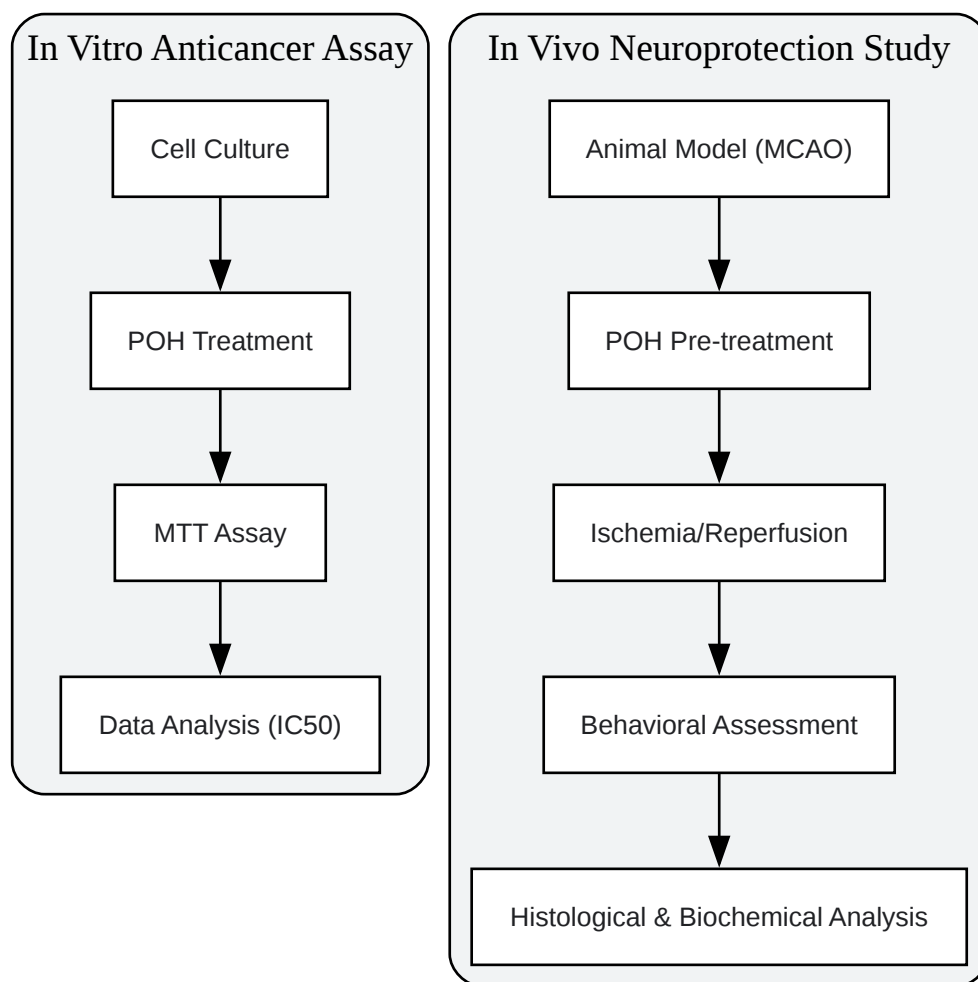 In Vitro Anticancer Assay
Cell Culture
POH Treatment
MTT Assay
Data Analysis (IC50)
In Vivo Neuroprotection Study
Animal Model (MCAO)
POH Pre-treatment
Ischemia/Reperfusion
Behavioral Assessment
Histological & Biochemical Analysis